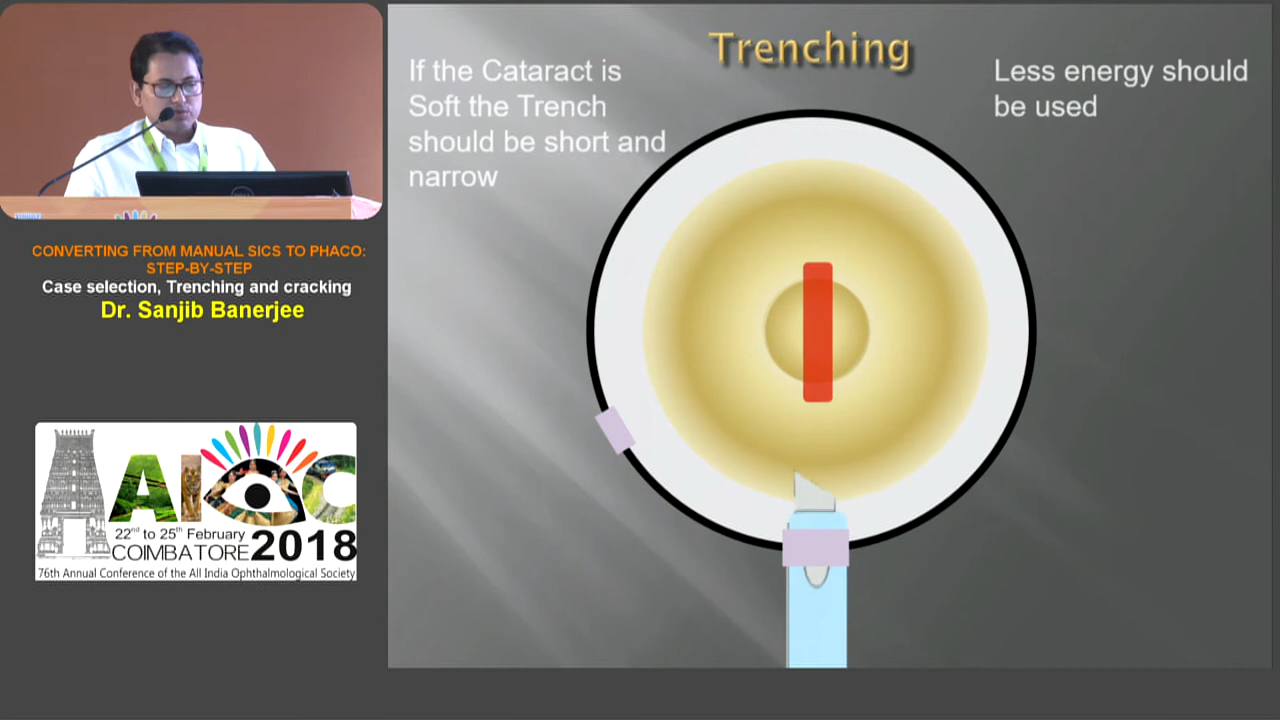 Trenching
If the Cataract is
Soft the Trench
should be short and
narrow
Less energy should
be used
CONVERTING FROM MANUAL SICS TO PHACO:
STEP-BY-STEP
Case selection, Trenching and cracking
Dr. Sanjib Banerjee
AIOC
22nd to 25th February
COIMBATORE 2018
76th Annual Conference of the All India Ophthalmological Society